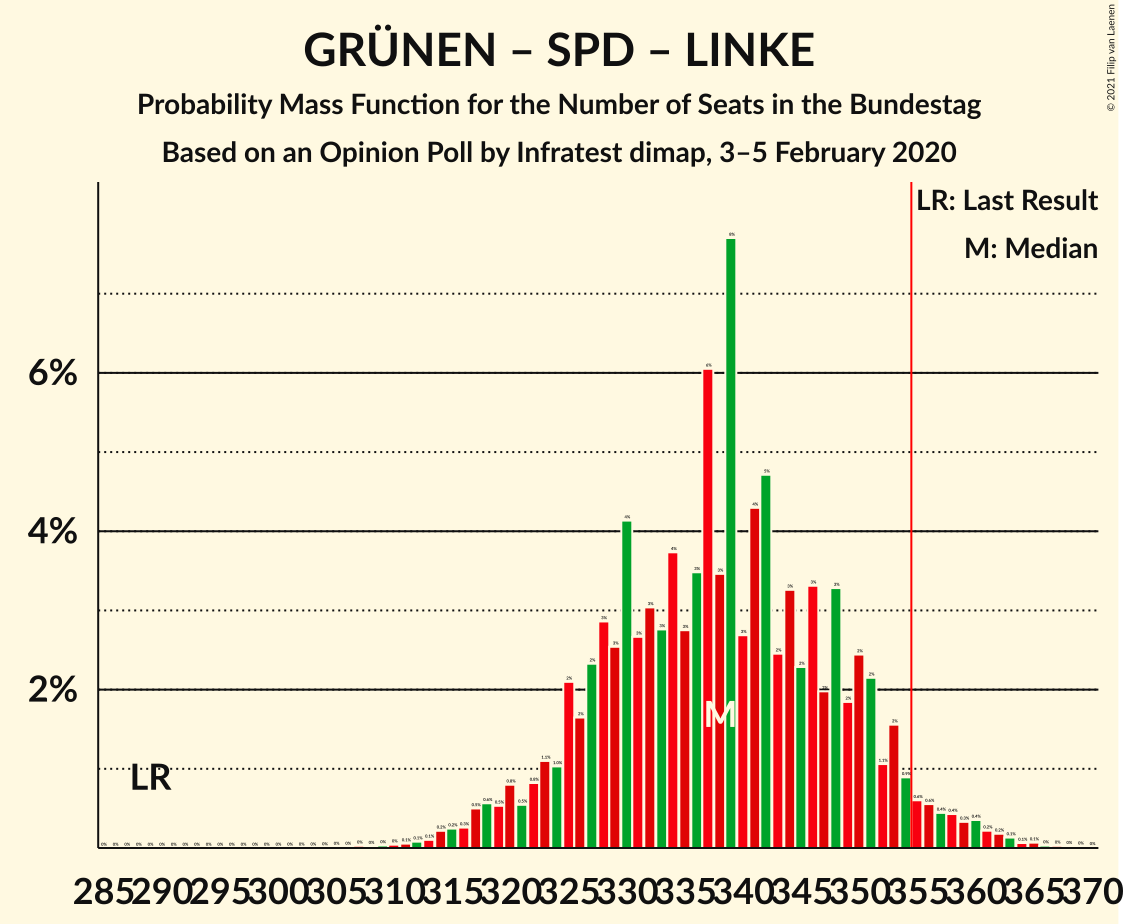 GRÜNEN – SPD – LINKE
Probability Mass Function for the Number of Seats in the Bundestag
Based on an Opinion Poll by Infratest dimap, 3–5 February 2020
© 2021 Filip van Laenen
LR: Last Result
M: Median
6%
4%
2%
LR
M
285 290 295 300 305 310 315 320 325 330 335 340 345 350 355 360 365 370